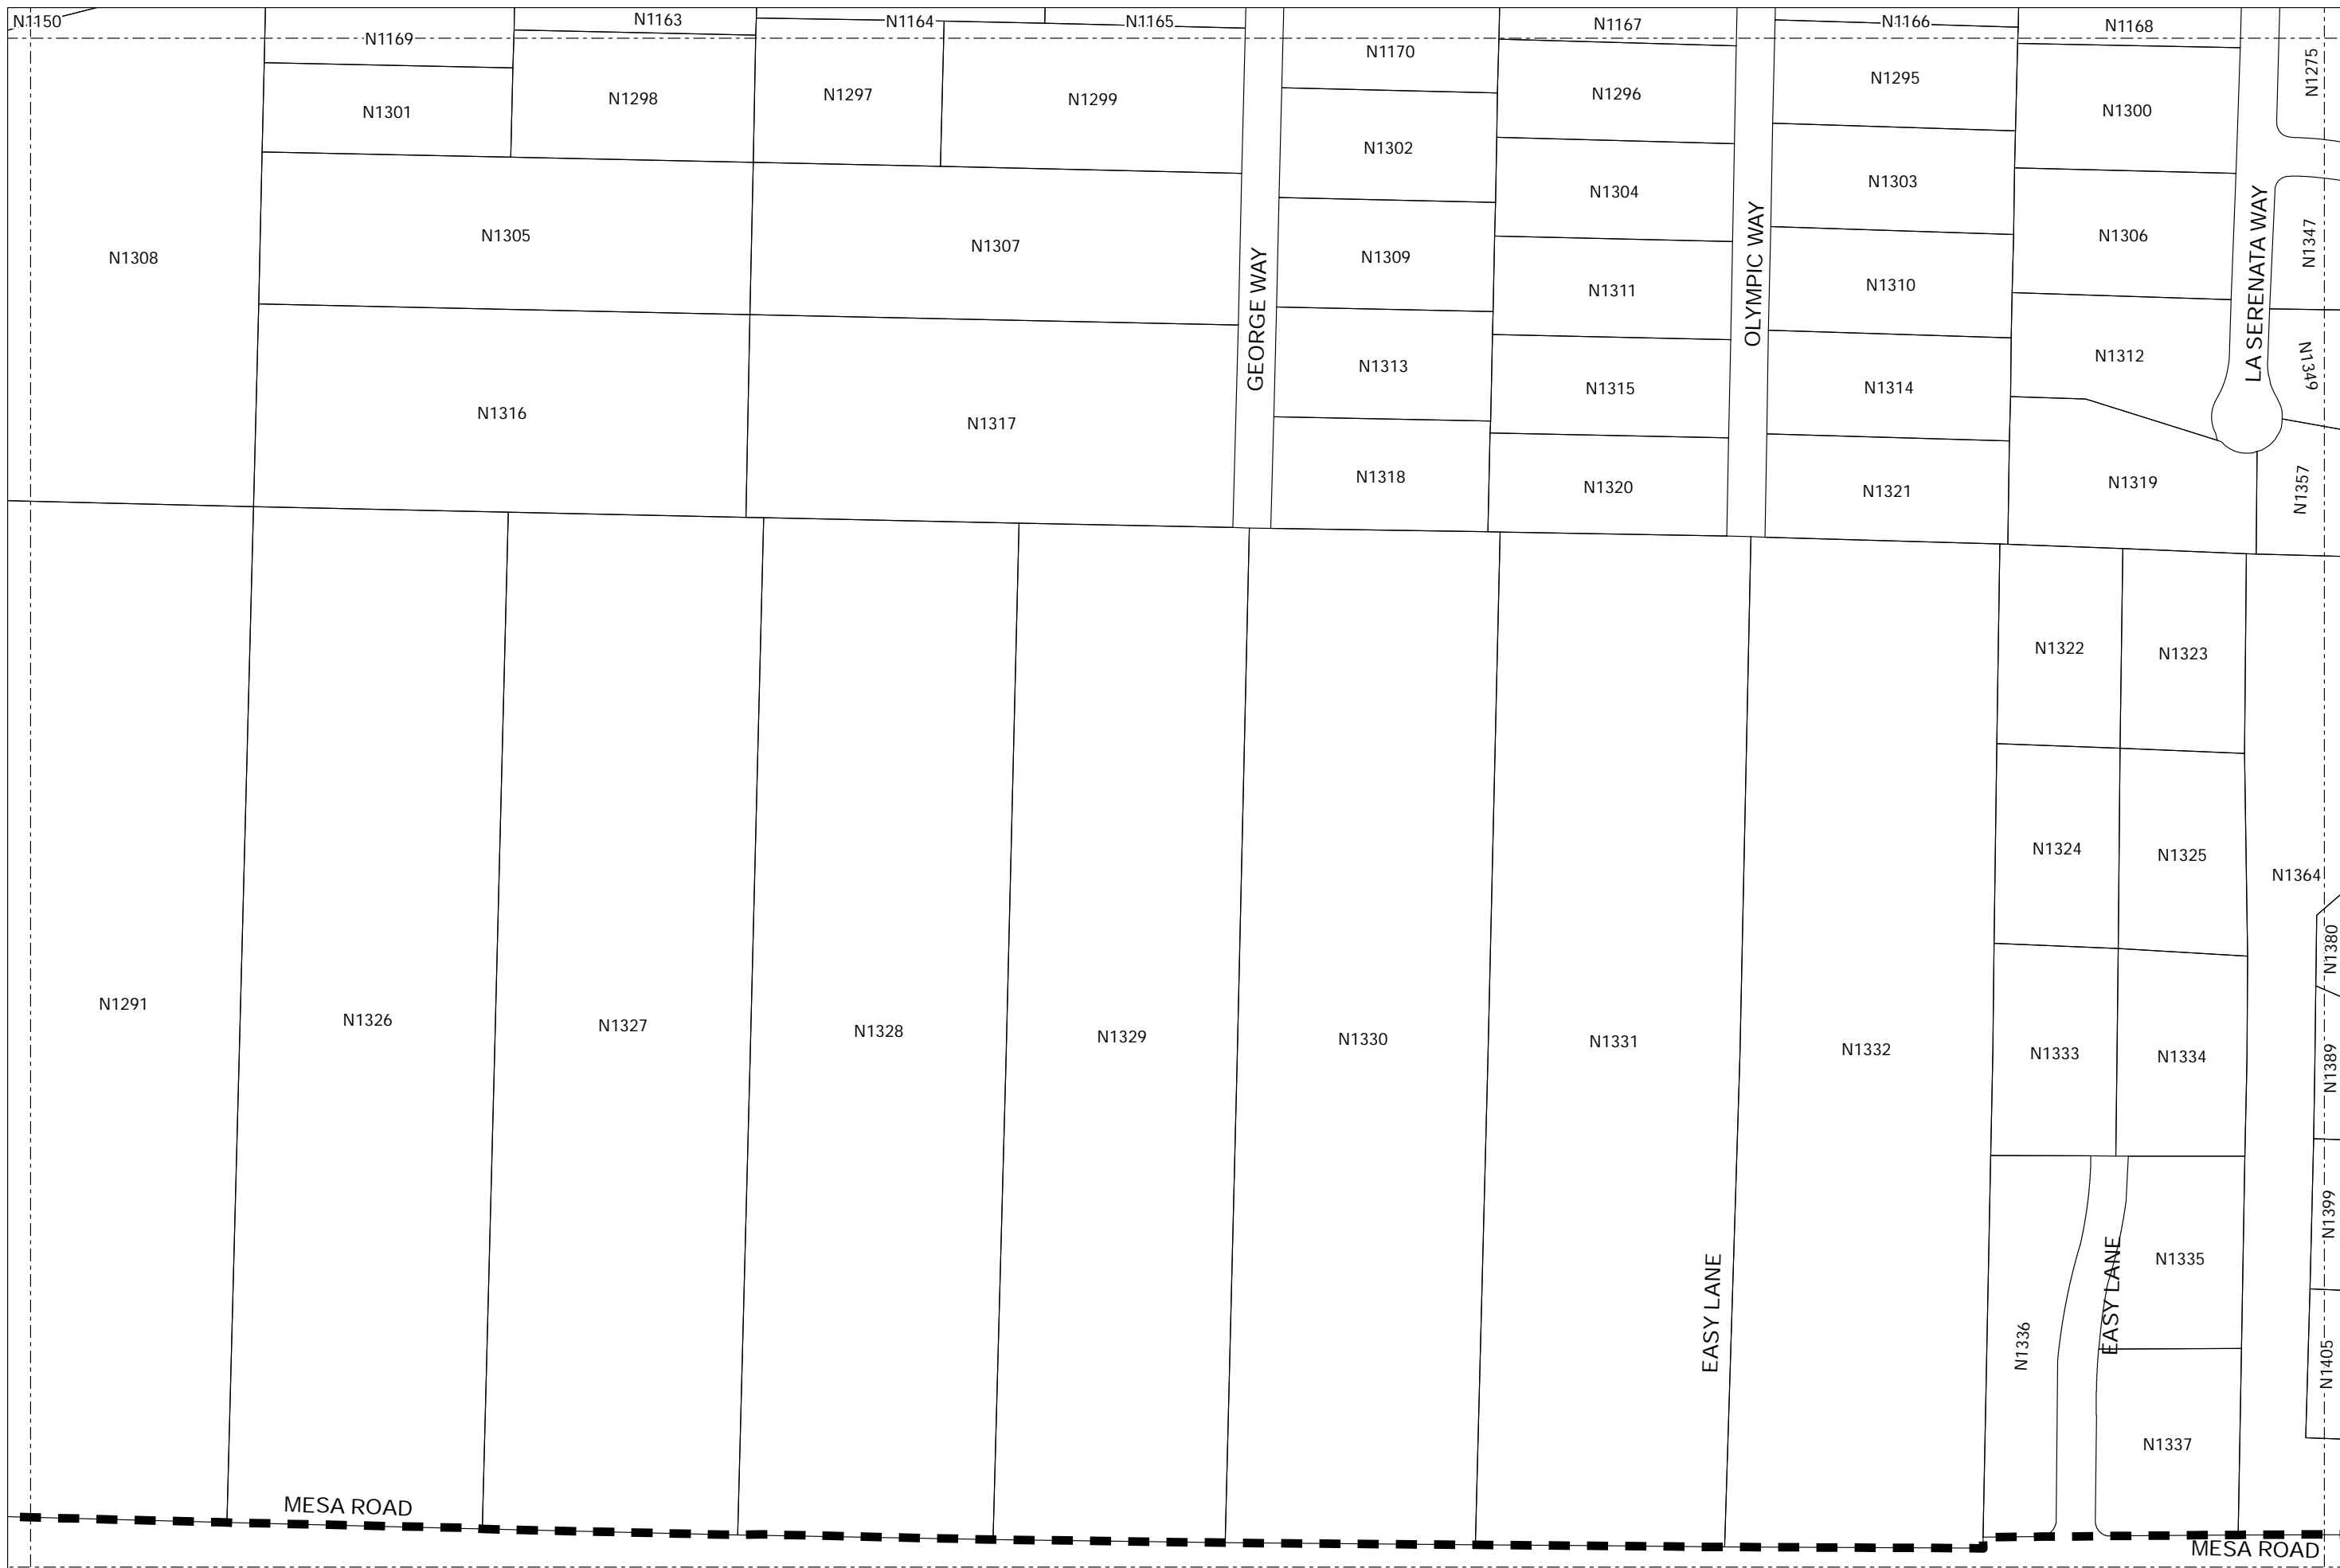 N1150
N1163
N1164
N1165
N1167
N1166
N1168
N1169
N1170
N1275
N1301
N1298
N1297
N1299
N1296
N1295
N1300
N1302
N1304
N1303
N1306
N1308
N1305
N1307
N1309
N1311
N1310
N1347
GEORGE WAY
OLYMPIC WAY
LA SERENATA WAY
N1313
N1315
N1314
N1312
N1349
N1316
N1317
N1318
N1320
N1321
N1319
N1357
N1322
N1323
N1324
N1325
N1364
N1380
N1291
N1326
N1327
N1328
N1329
N1330
N1331
N1332
N1333
N1334
N1389
N1399
N1335
EASY LANE
EASY LANE
N1336
N1405
N1337
MESA ROAD
MESA ROAD